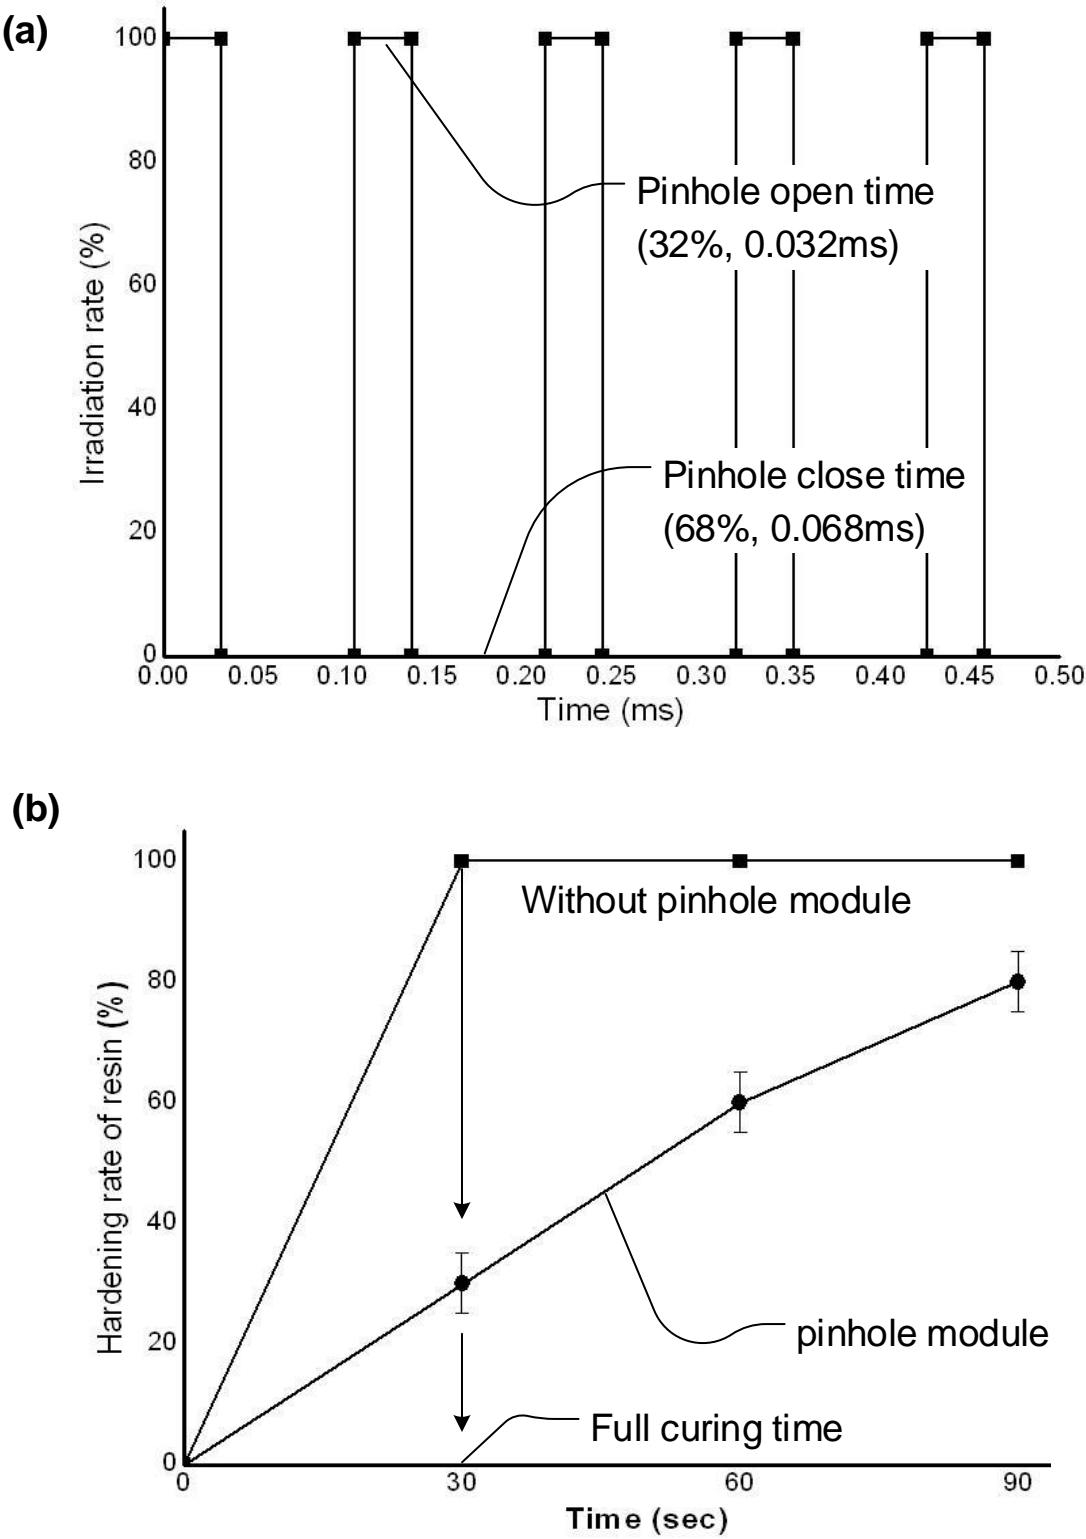 (a)
Irradiation rate (%)
100
80
60
40
20
0
Pinhole open time
(32%, 0.032ms)
Pinhole close time
(68%, 0.068ms)
0.00 0.05 0.10 0.15 0.20 0.25 0.30 0.35 0.40 0.45 0.50
Time (ms)
(b)
Hardening rate of resin (%)
100
80
60
40
20
0
Without pinhole module
pinhole module
Full curing time
0 30 60 90
Time (sec)